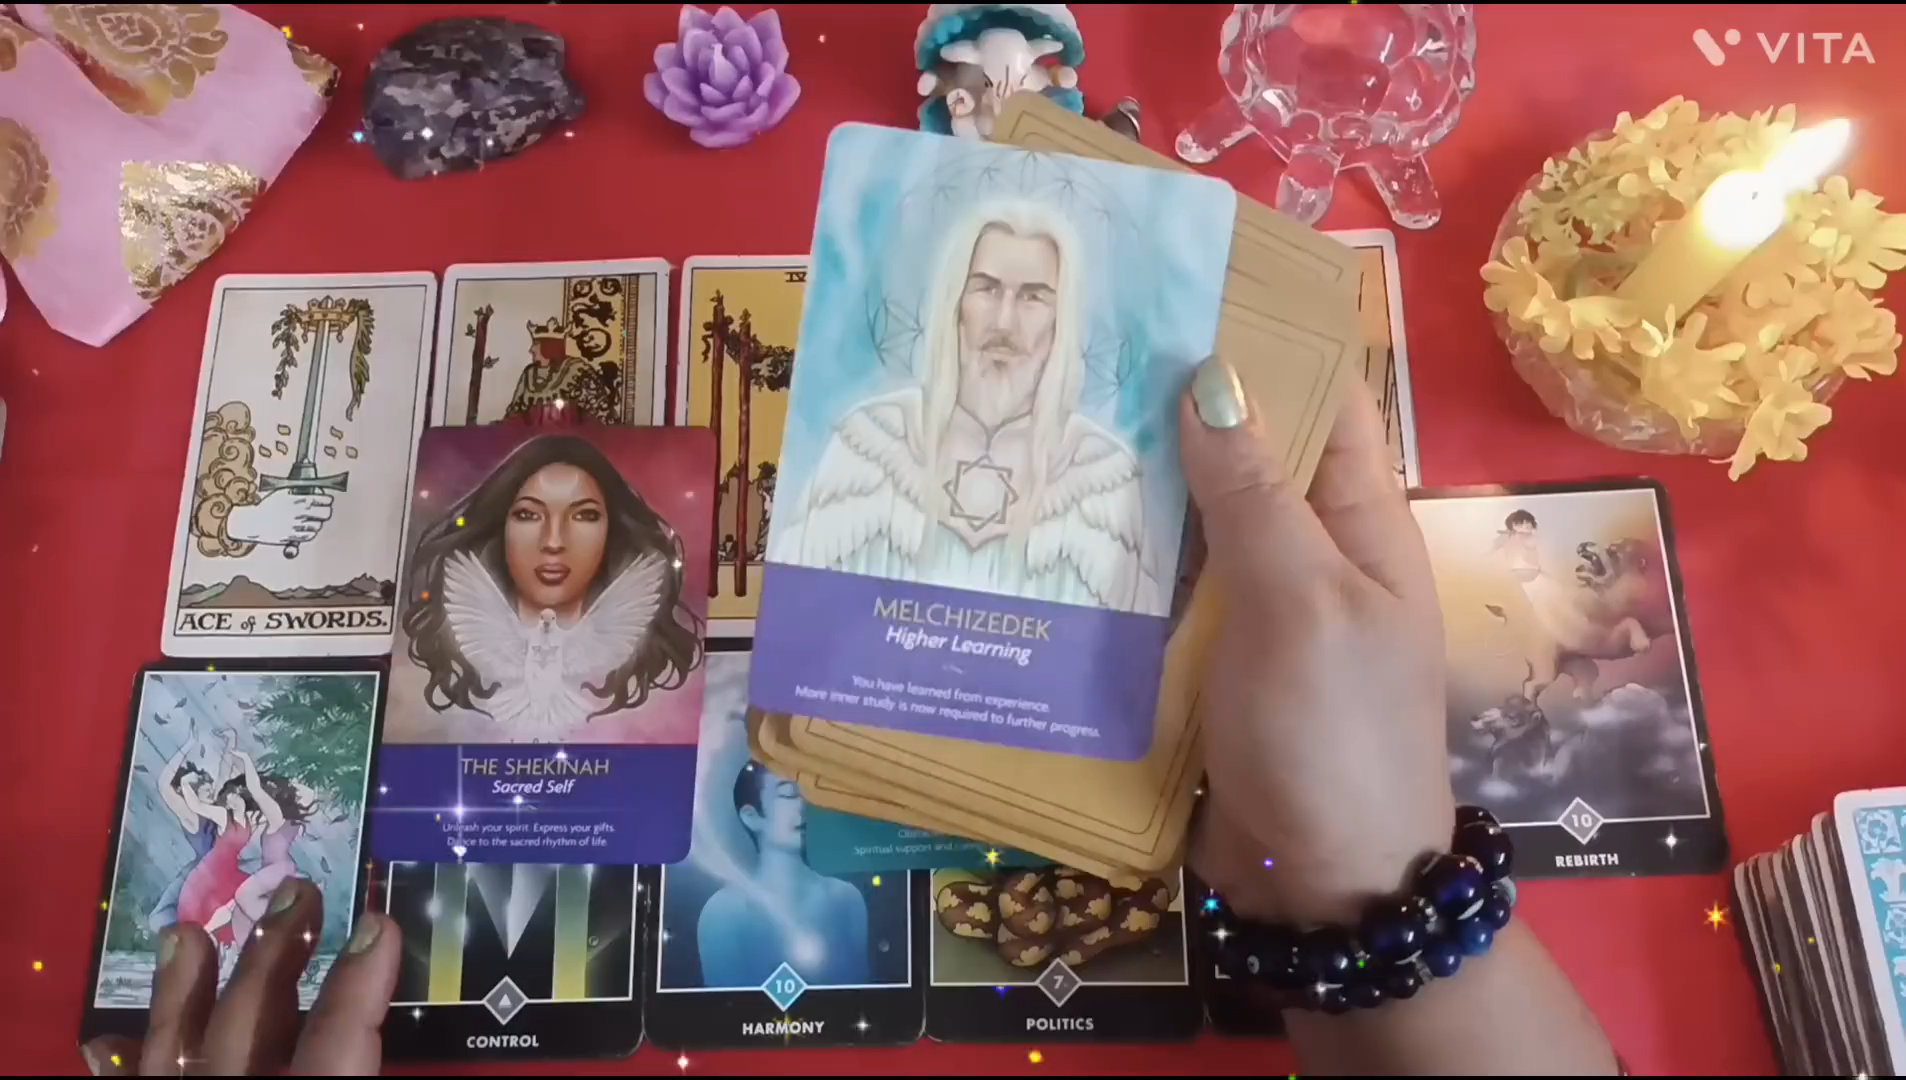 VITA
IV
ACE of SWORDS.
MELCHIZEDEK
Higher Learning
You have learned from experience.
More inner study is now required to further progress.
THE SHEKINAH
Sacred Self
Unleash your spirit. Express your gifts.
Dance to the sacred rhythm of life.
Spiritual support and
10
REBIRTH
CONTROL
10
HARMONY
7
POLITICS